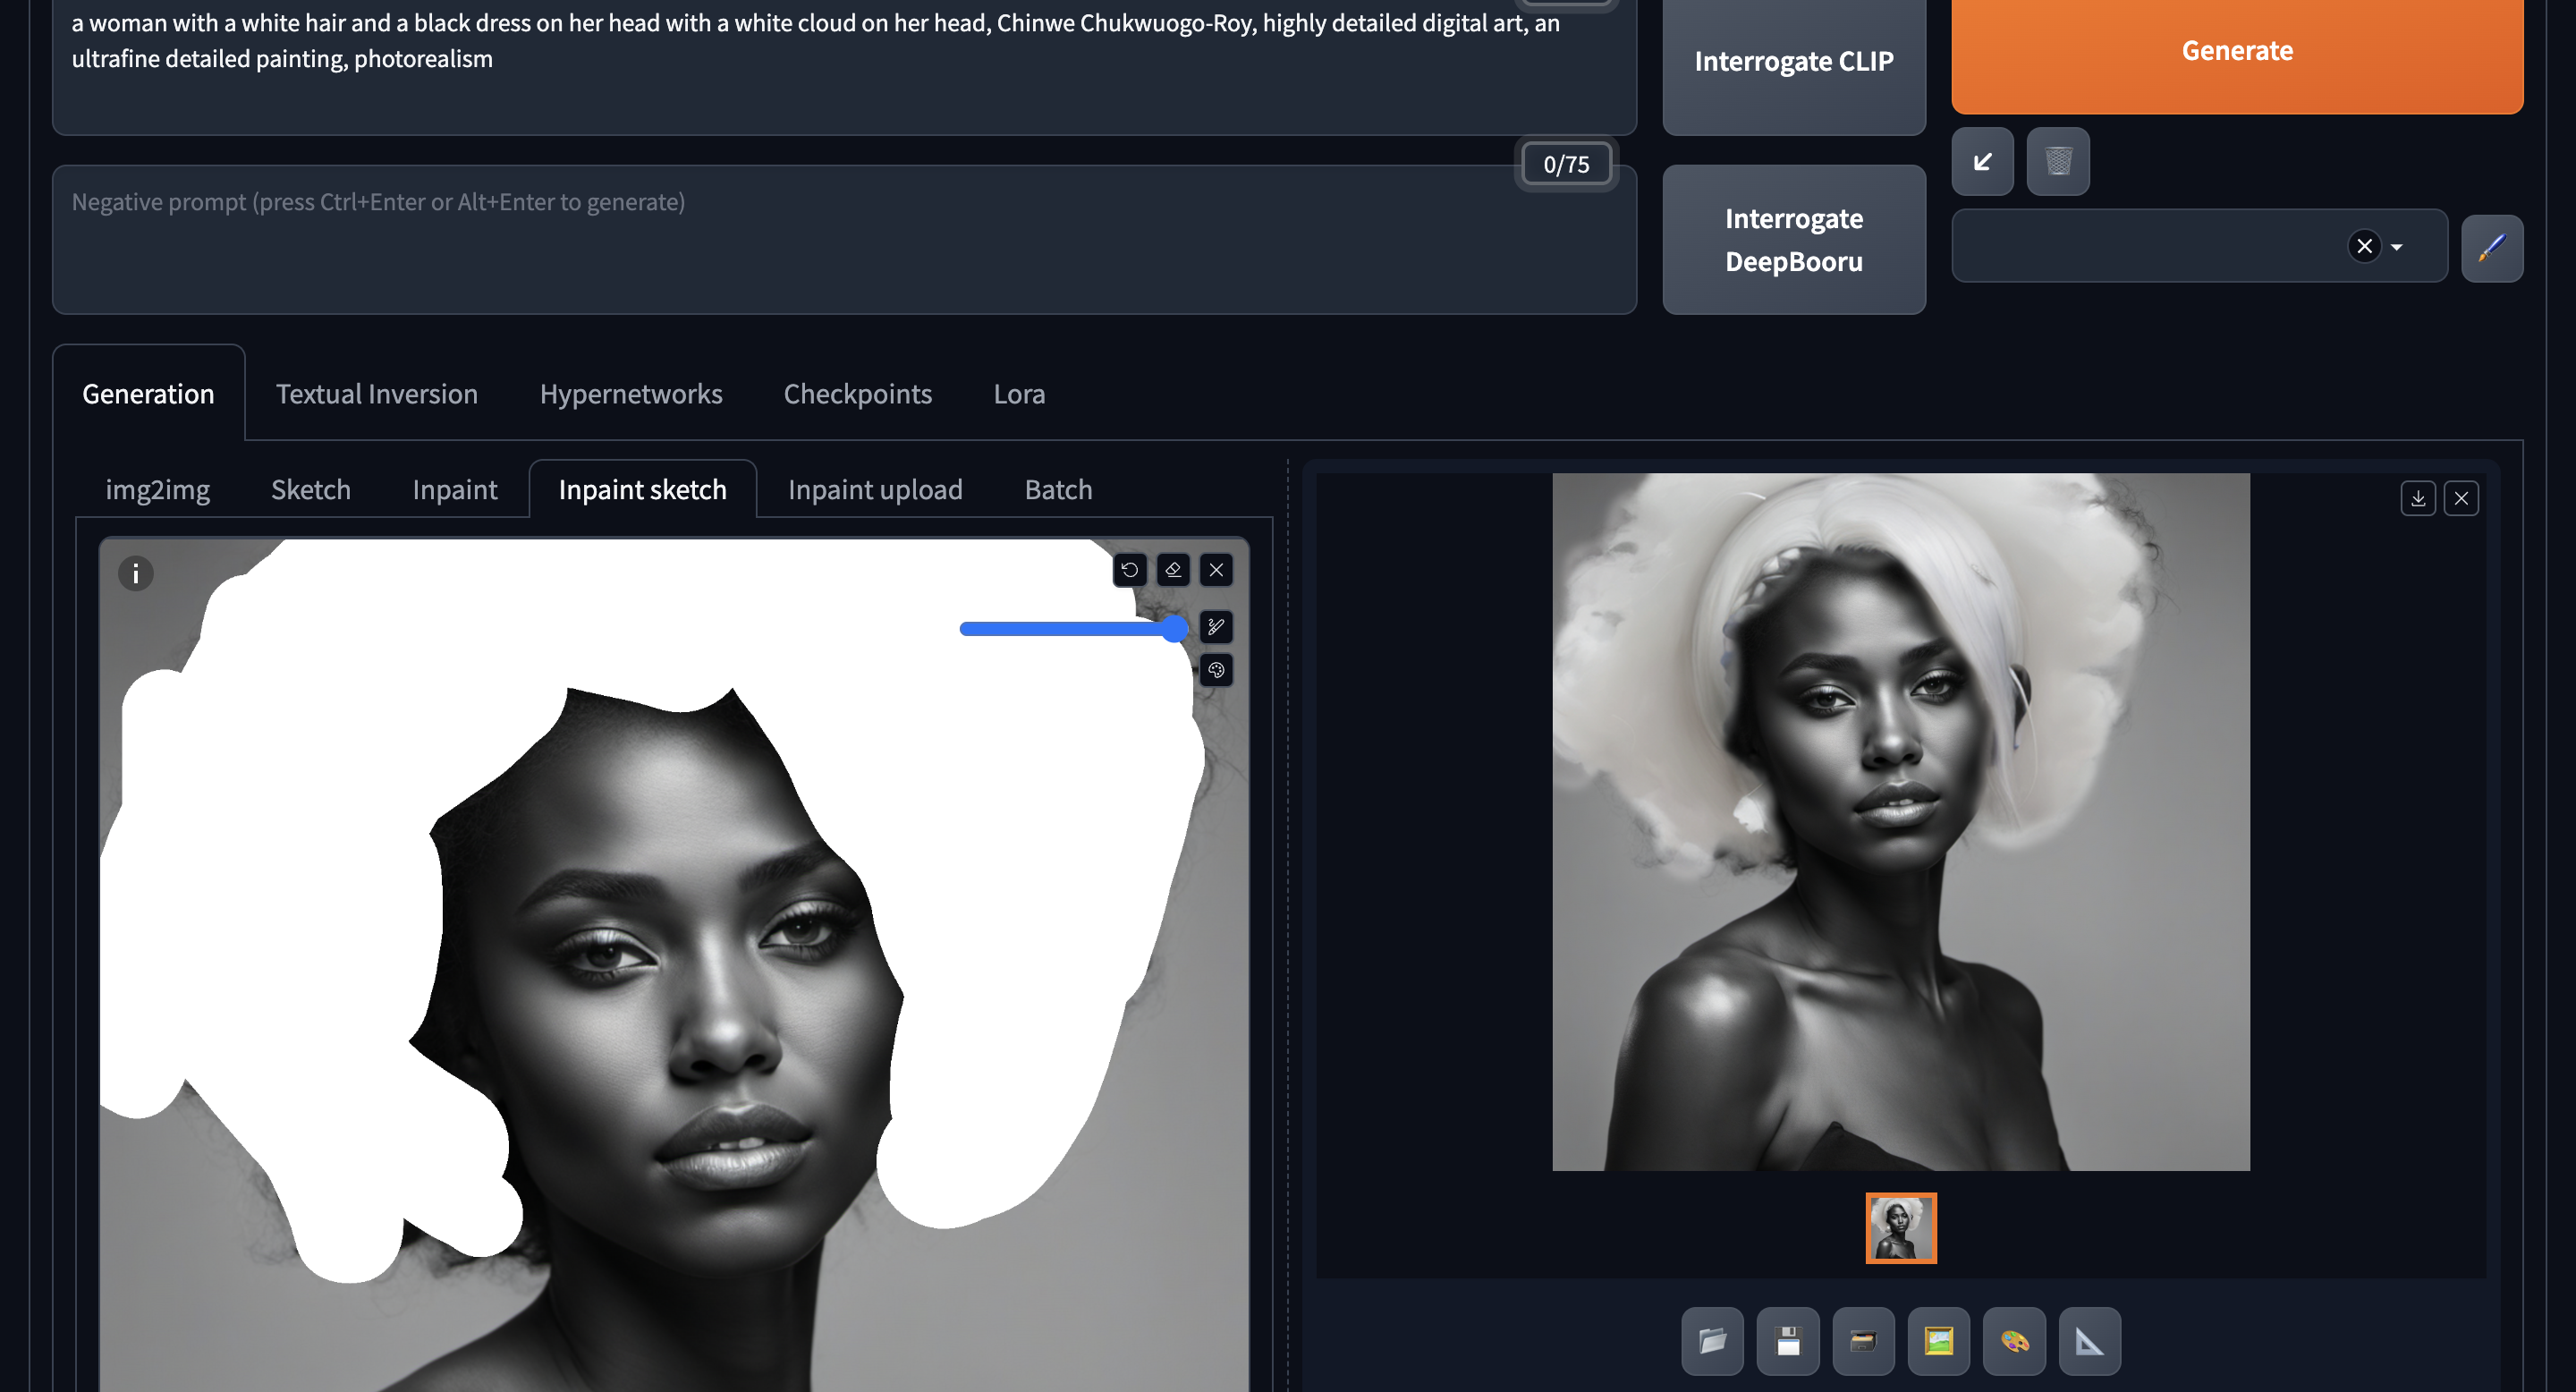 a woman with a white hair and a black dress on her head with a white cloud on her head, Chinwe Chukwuogo-Roy, highly detailed digital art, an
ultrafine detailed painting, photorealism
Interrogate CLIP
Generate
0/75
Negative prompt (press Ctrl+Enter or Alt+Enter to generate)
Interrogate
DeepBooru
Generation
Textual Inversion
Hypernetworks
Checkpoints
Lora
img2img
Sketch
Inpaint
Inpaint sketch
Inpaint upload
Batch
i